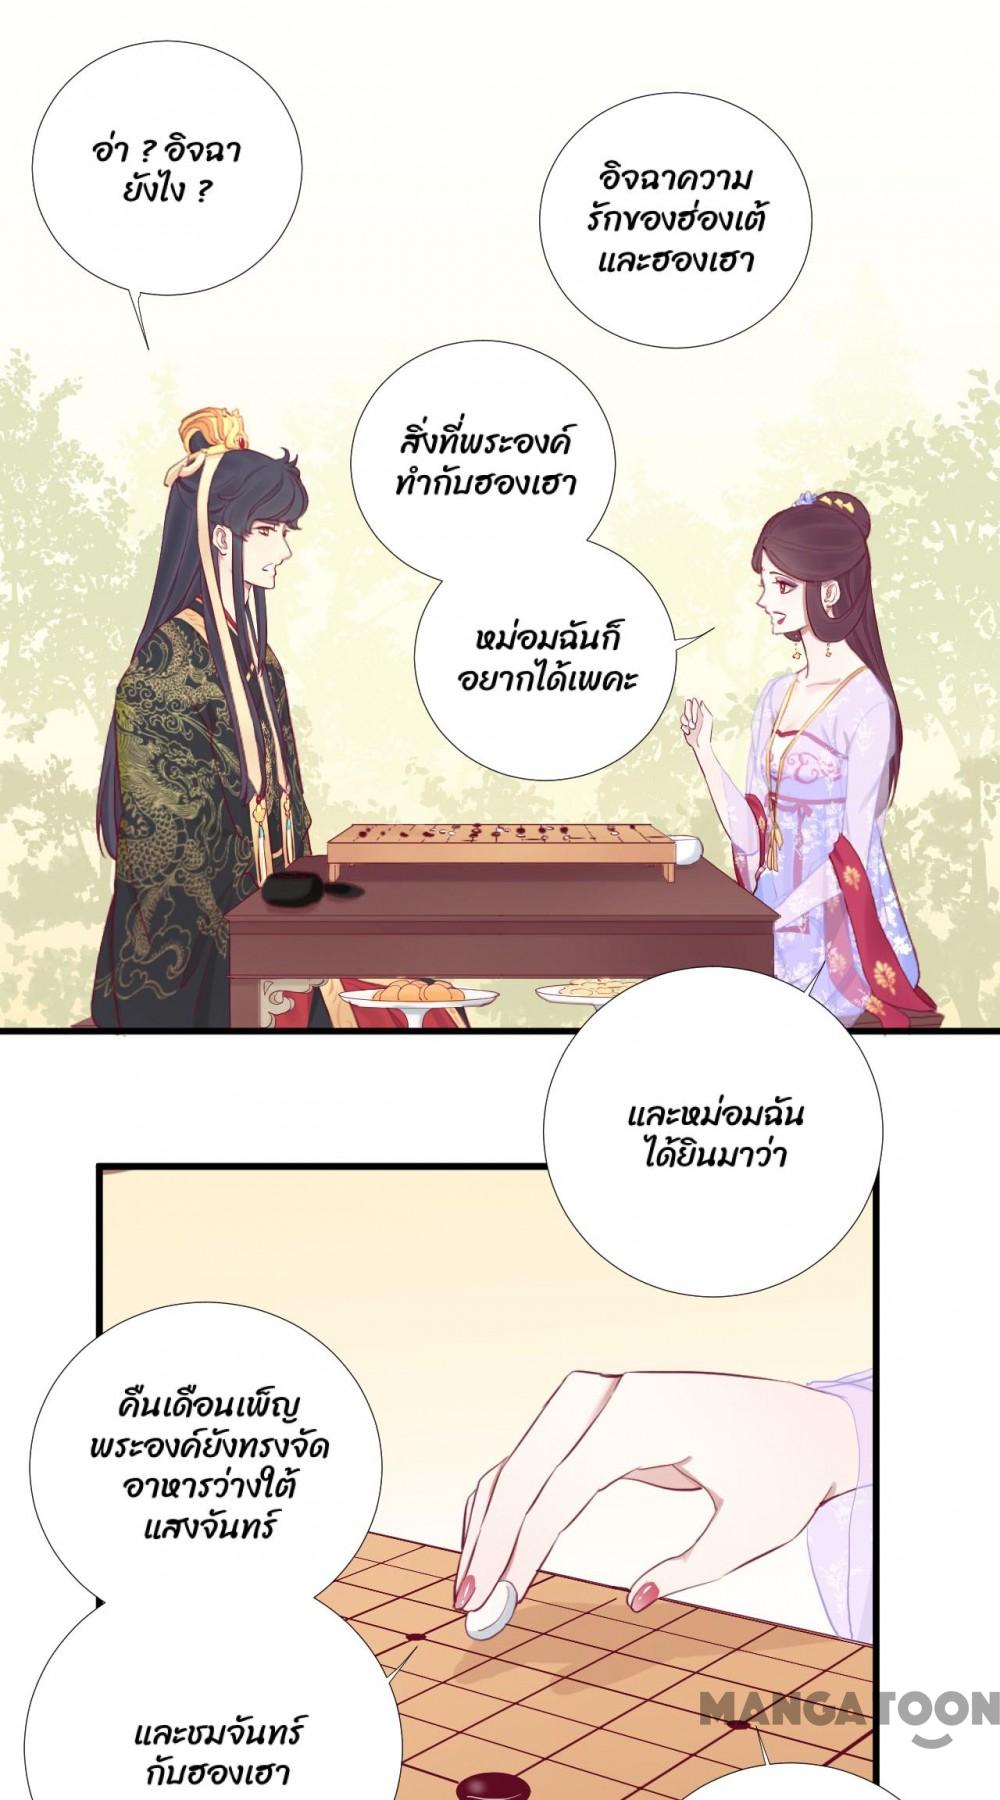 อ่า ? อิจฉา
ยังไง ?
อิจฉาความ
รักของฮ่องเต้
และฮองเฮา
สิ่งที่พระองค์
ทำกับฮองเฮา
หม่อมฉันก็
อยากได้เพคะ
และหม่อมฉัน
ได้ยินมาว่า
คืนเดือนเพ็ญ
พระองค์ยังทรงจัด
อาหารว่างใต้
แสงจันทร์
และชมจันทร์
กับฮองเฮา
MANGATOON